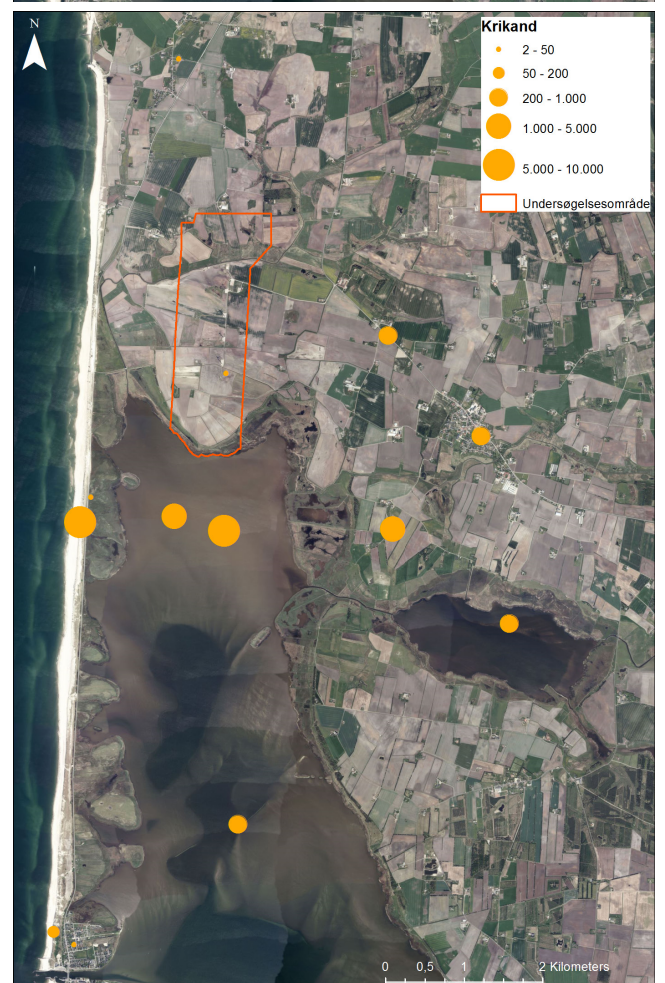 N
Krikand
2 - 50
50 - 200
200 - 1.000
1.000 - 5.000
5.000 - 10.000
Undersøgelsesområde
0 0,5 1 2 Kilometers